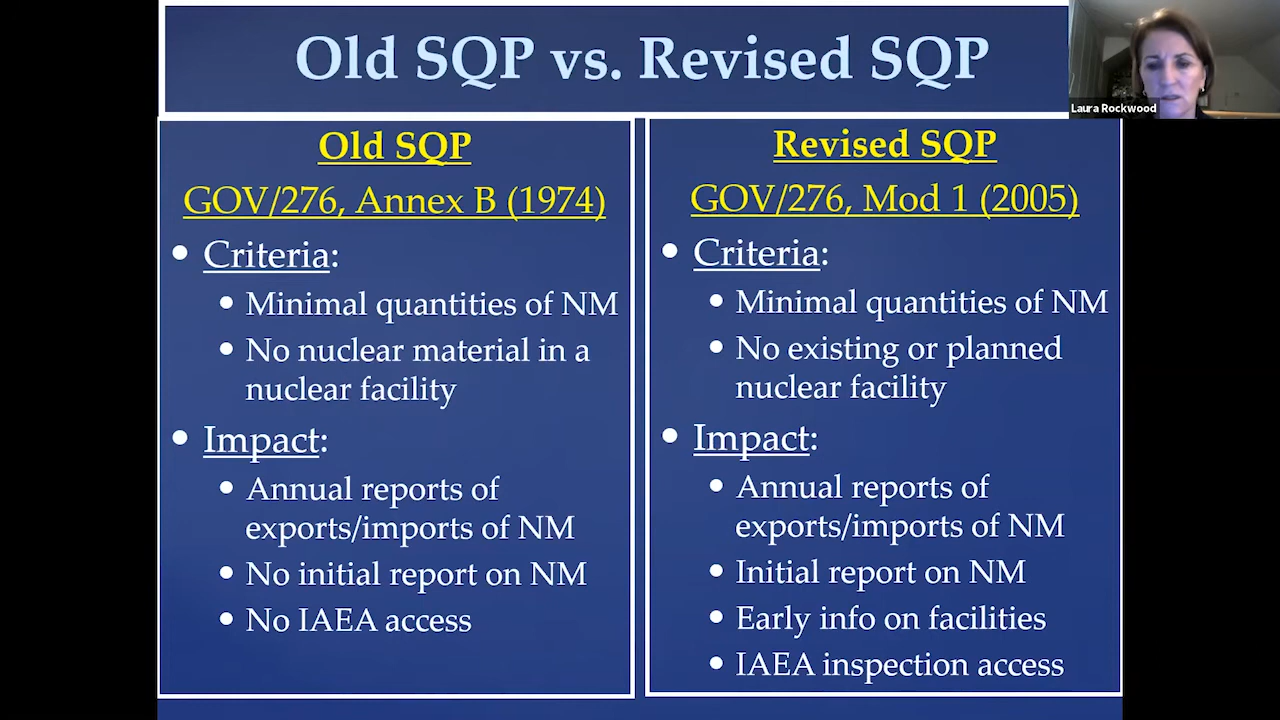 Old SQP vs. Revised SQP
Laura Rockwood
Old SQP
GOV/276, Annex B (1974)
• Criteria:
• Minimal quantities of NM
• No nuclear material in a
nuclear facility
• Impact:
• Annual reports of
exports/imports of NM
• No initial report on NM
• No IAEA access
Revised SQP
GOV/276, Mod 1 (2005)
• Criteria:
• Minimal quantities of NM
• No existing or planned
nuclear facility
• Impact:
• Annual reports of
exports/imports of NM
• Initial report on NM
• Early info on facilities
• IAEA inspection access